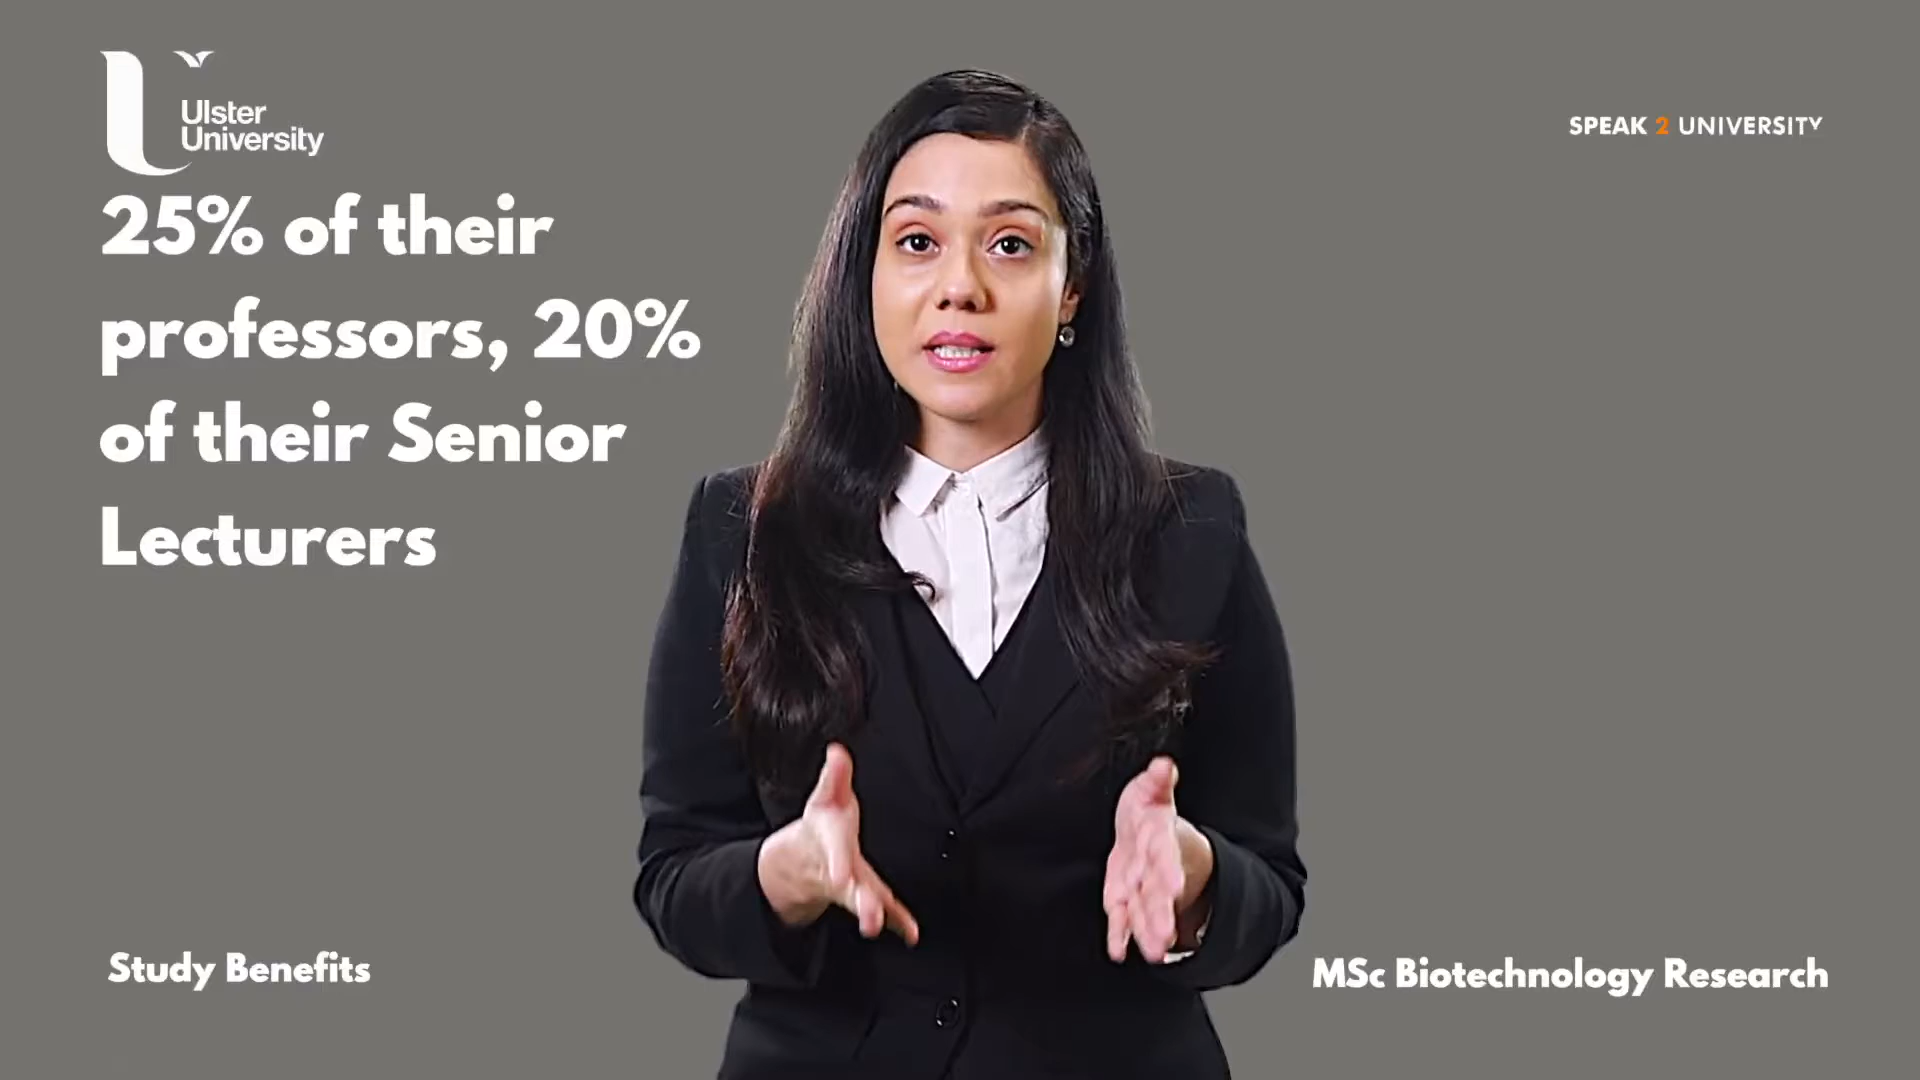 Ulster
University
SPEAK 2 UNIVERSITY
25% of their
professors, 20%
of their Senior
Lecturers
Study Benefits
MSc Biotechnology Research